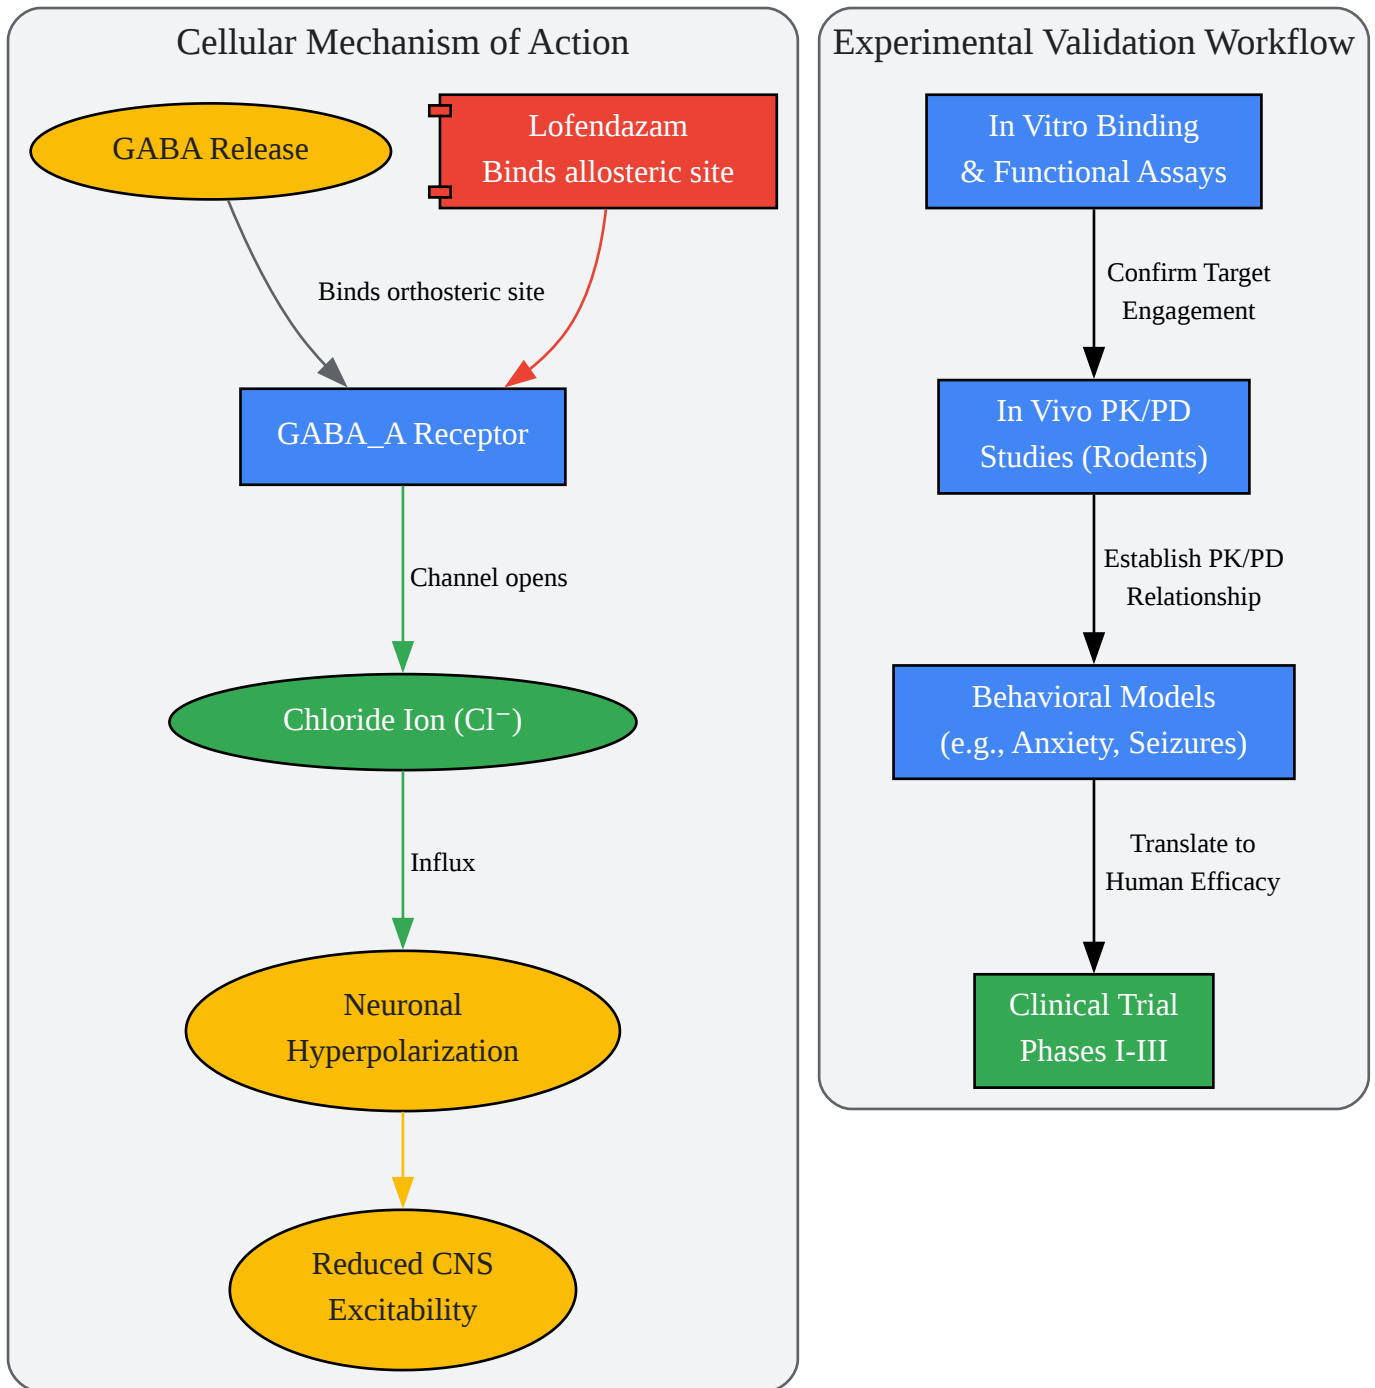 Cellular Mechanism of Action
GABA Release
Lofendazam
Binds allosteric site
Binds orthosteric site
GABA_A Receptor
Channel opens
Chloride Ion (Cl⁻)
Influx
Neuronal
Hyperpolarization
Reduced CNS
Excitability
Experimental Validation Workflow
In Vitro Binding
& Functional Assays
Confirm Target
Engagement
In Vivo PK/PD
Studies (Rodents)
Establish PK/PD
Relationship
Behavioral Models
(e.g., Anxiety, Seizures)
Translate to
Human Efficacy
Clinical Trial
Phases I-III